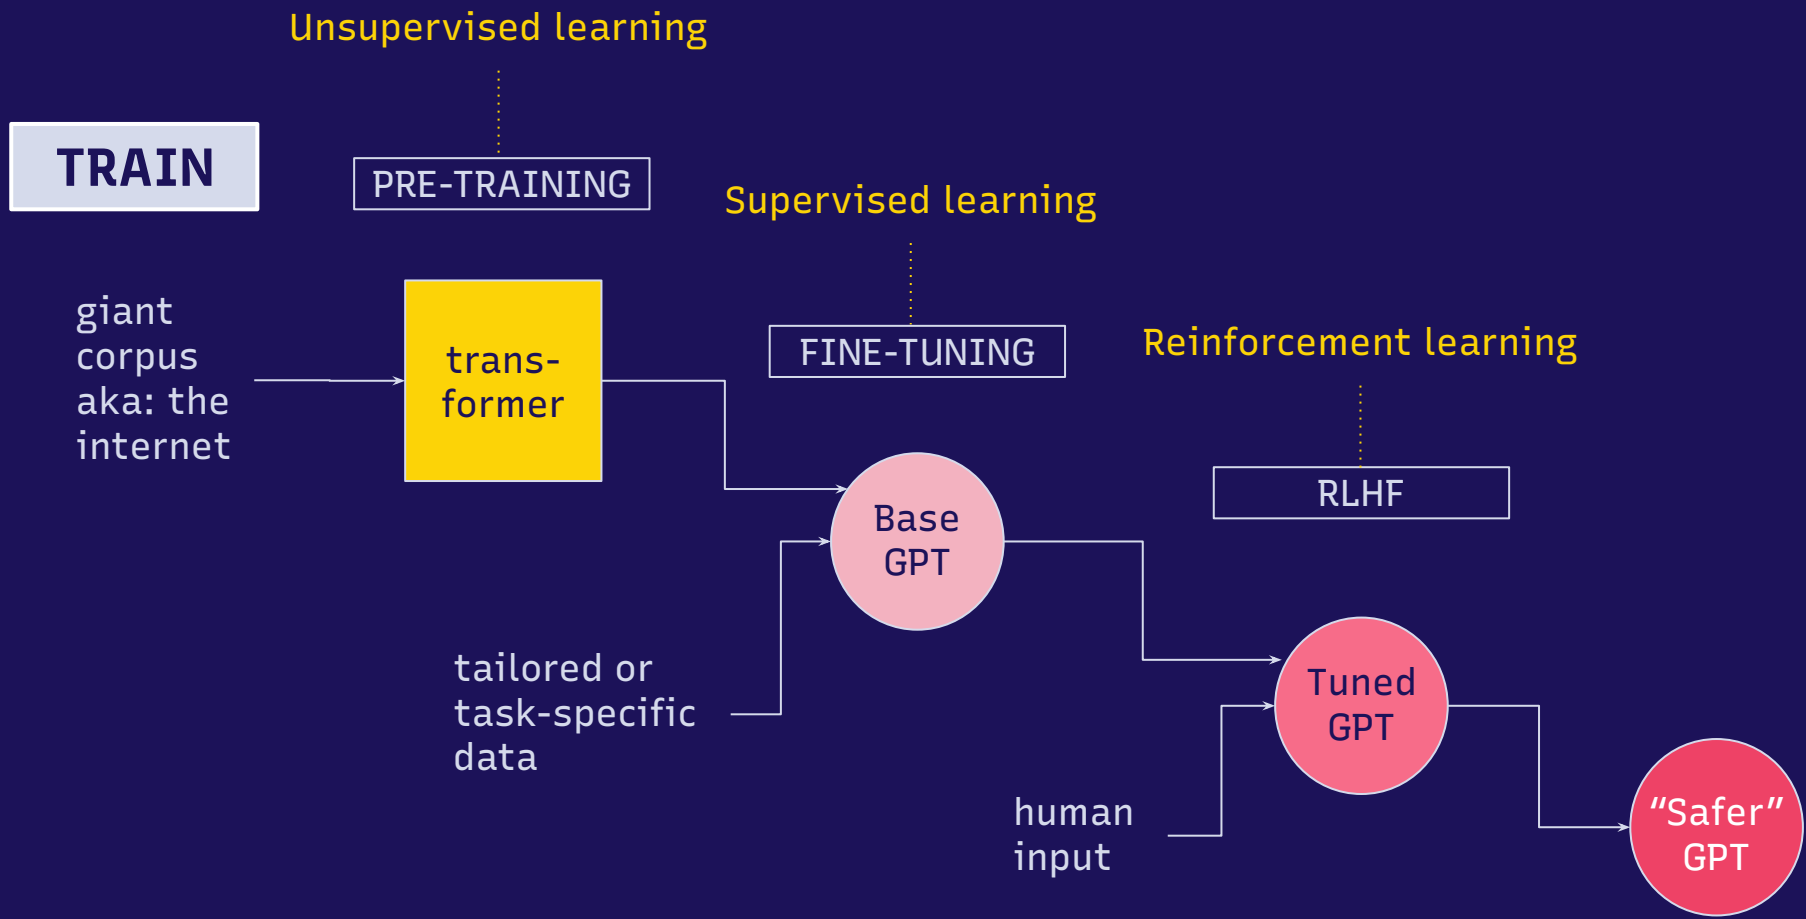 Unsupervised learning
TRAIN
PRE-TRAINING
Supervised learning
giant
corpus
aka: the
internet
trans-
former
FINE-TUNING
Reinforcement learning
RLHF
Base
GPT
tailored or
task-specific
data
Tuned
GPT
human
input
“Safer”
GPT